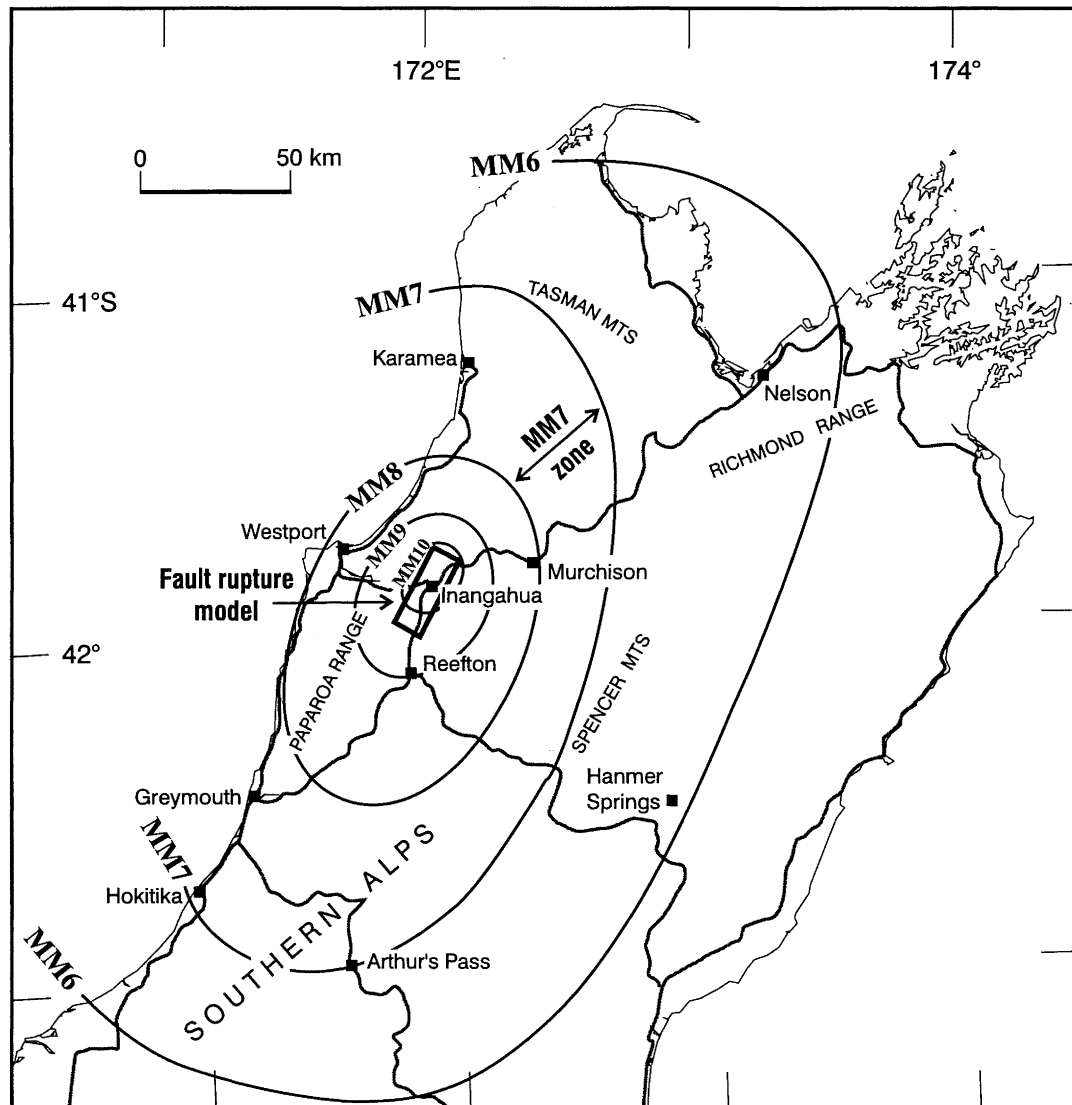 172°E
174°
0 50 km
MM6
41°S
MM7
TASMAN MTS
Karamea
Nelson
MM7
zone
RICHMOND RANGE
MM8
Westport
MM9
MM10
Murchison
Fault rupture
model
Inangahua
42°
Reefton
PAPAROA RANGE
SPENCER MTS
Hanmer
Springs
Greymouth
MM7
Hokitika
SOUTHERN ALPS
MM6
Arthur's Pass